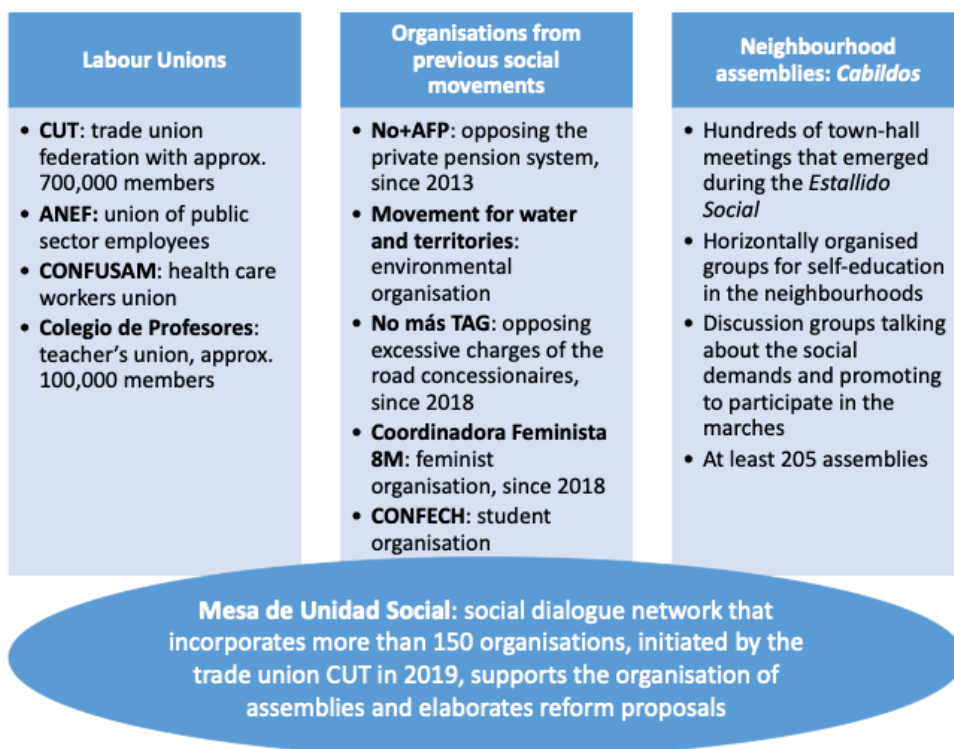 Labour Unions
• CUT: trade union
federation with approx.
700,000 members
• ANEF: union of public
sector employees
• CONFUSAM: health care
workers union
• Colegio de Profesores:
teacher's union, approx.
100,000 members
Organisations from
previous social
movements
• No+AFP: opposing the
private pension system,
since 2013
• Movement for water
and territories:
environmental
organisation
• No más TAG: opposing
excessive charges of the
road concessionaires,
since 2018
• Coordinadora Feminista
8M: feminist
organisation, since 2018
• CONFECH: student
organisation
Neighbourhood
assemblies: Cabildos
• Hundreds of town-hall
meetings that emerged
during the Estallido
Social
• Horizontally organised
groups for self-education
in the neighbourhoods
• Discussion groups talking
about the social
demands and promoting
to participate in the
marches
• At least 205 assemblies
Mesa de Unidad Social: social dialogue network that
incorporates more than 150 organisations, initiated by the
trade union CUT in 2019, supports the organisation of
assemblies and elaborates reform proposals